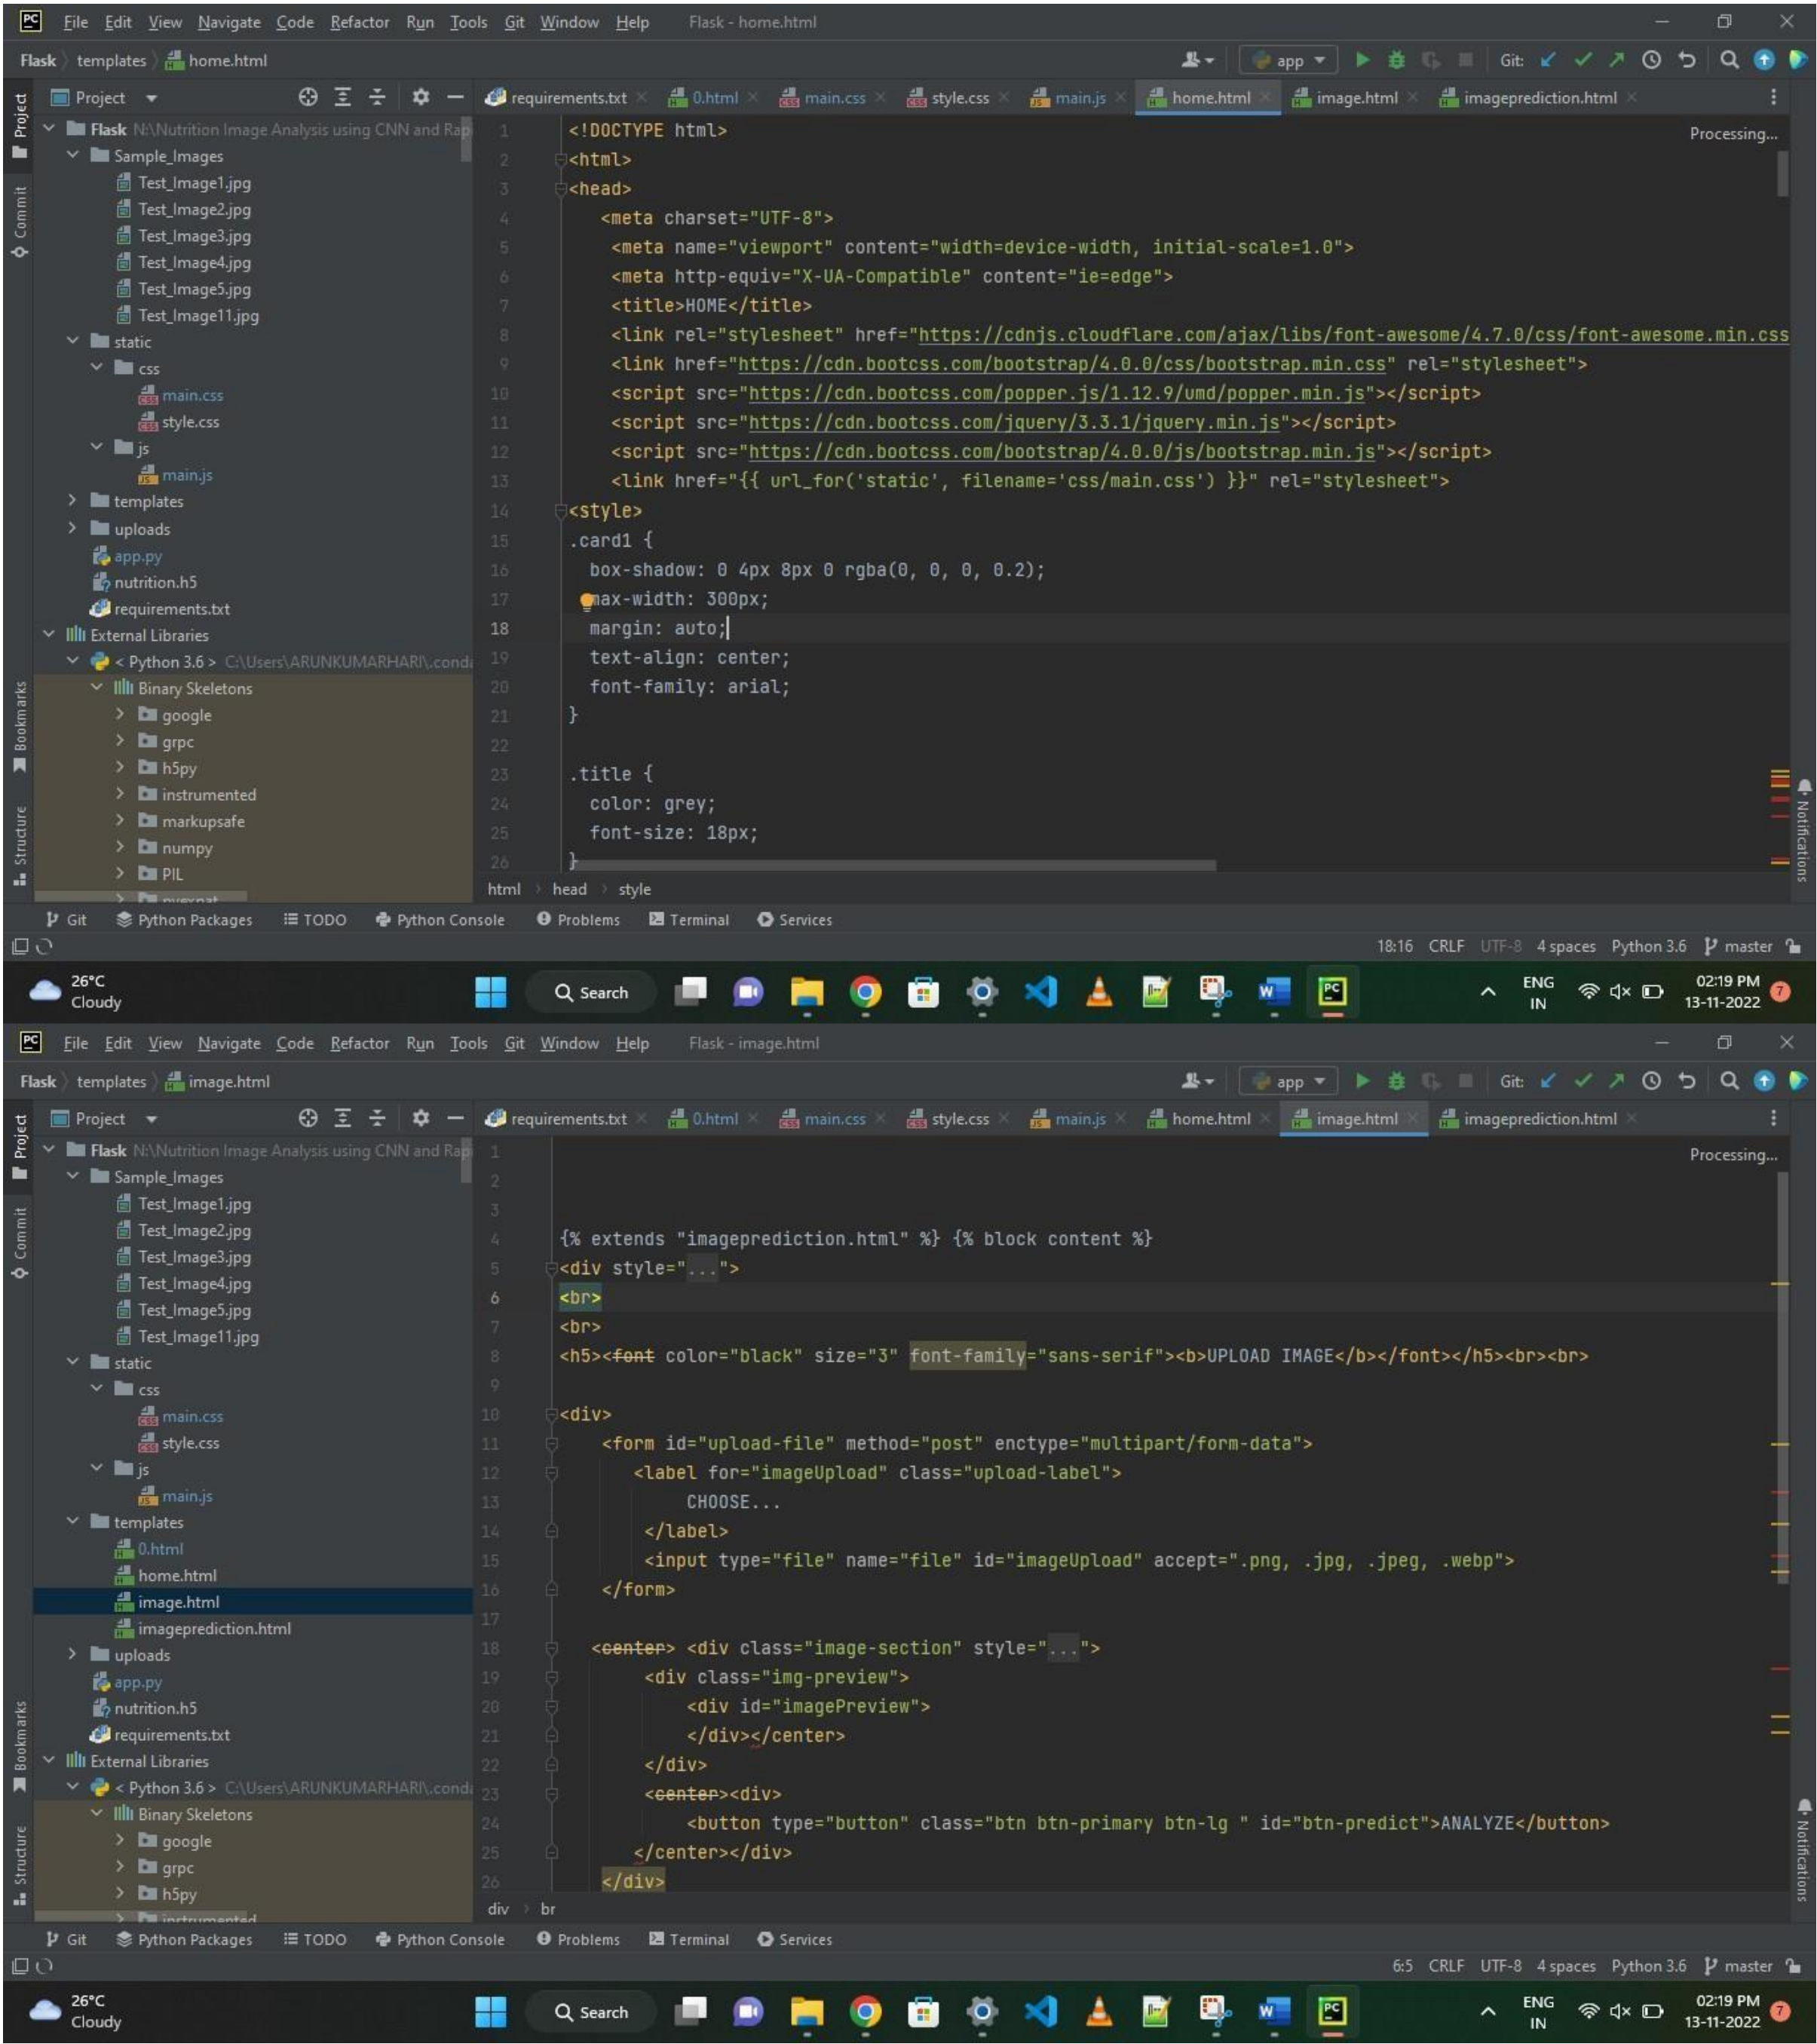 File Edit View Navigate Code Refactor Run Tools Git Window Help Flask - home.html
Flask templates home.html app Git:
Project requirements.txt 0.html main.css style.css main.js home.html image.html imageprediction.html
Processing...
Project
Commit
Bookmarks
Structure
Notifications
Flask N:\Nutrition Image Analysis using CNN and Rap
Sample_Images
Test_Image1.jpg
Test_Image2.jpg
Test_Image3.jpg
Test_Image4.jpg
Test_Image5.jpg
Test_Image11.jpg
static
css
main.css
style.css
js
main.js
templates
uploads
app.py
nutrition.h5
requirements.txt
External Libraries
< Python 3.6 > C:\Users\ARUNKUMARHARI\.conda
Binary Skeletons
google
grpc
h5py
instrumented
markupsafe
numpy
PIL
pyexpat
1 <!DOCTYPE html>
2 <html>
3 <head>
4 <meta charset="UTF-8">
5 <meta name="viewport" content="width=device-width, initial-scale=1.0">
6 <meta http-equiv="X-UA-Compatible" content="ie=edge">
7 <title>HOME</title>
8 <link rel="stylesheet" href="https://cdnjs.cloudflare.com/ajax/libs/font-awesome/4.7.0/css/font-awesome.min.css
9 <link href="https://cdn.bootcss.com/bootstrap/4.0.0/css/bootstrap.min.css" rel="stylesheet">
10 <script src="https://cdn.bootcss.com/popper.js/1.12.9/umd/popper.min.js"></script>
11 <script src="https://cdn.bootcss.com/jquery/3.3.1/jquery.min.js"></script>
12 <script src="https://cdn.bootcss.com/bootstrap/4.0.0/js/bootstrap.min.js"></script>
13 <link href="{{ url_for('static', filename='css/main.css') }}" rel="stylesheet">
14 <style>
15 .card1 {
16 box-shadow: 0 4px 8px 0 rgba(0, 0, 0, 0.2);
17 max-width: 300px;
18 margin: auto;
19 text-align: center;
20 font-family: arial;
21 }
22
23 .title {
24 color: grey;
25 font-size: 18px;
26 }
html head style
Git Python Packages TODO Python Console Problems Terminal Services
18:16 CRLF UTF-8 4 spaces Python 3.6 master
26°C
Cloudy
Search
ENG
IN
02:19 PM
13-11-2022
7
File Edit View Navigate Code Refactor Run Tools Git Window Help Flask - image.html
Flask templates image.html app Git:
Project requirements.txt 0.html main.css style.css main.js home.html image.html imageprediction.html
Processing...
Project
Commit
Bookmarks
Structure
Notifications
Flask N:\Nutrition Image Analysis using CNN and Rap
Sample_Images
Test_Image1.jpg
Test_Image2.jpg
Test_Image3.jpg
Test_Image4.jpg
Test_Image5.jpg
Test_Image11.jpg
static
css
main.css
style.css
js
main.js
templates
0.html
home.html
image.html
imageprediction.html
uploads
app.py
nutrition.h5
requirements.txt
External Libraries
< Python 3.6 > C:\Users\ARUNKUMARHARI\.conda
Binary Skeletons
google
grpc
h5py
instrumented
1
2
3
4 {% extends "imageprediction.html" %} {% block content %}
5 <div style="...">
6 <br>
7 <br>
8 <h5><font color="black" size="3" font-family="sans-serif"><b>UPLOAD IMAGE</b></font></h5><br><br>
9
10 <div>
11 <form id="upload-file" method="post" enctype="multipart/form-data">
12 <label for="imageUpload" class="upload-label">
13 CHOOSE...
14 </label>
15 <input type="file" name="file" id="imageUpload" accept=".png, .jpg, .jpeg, .webp">
16 </form>
17
18 <center> <div class="image-section" style="...">
19 <div class="img-preview">
20 <div id="imagePreview">
21 </div></center>
22 </div>
23 <center><div>
24 <button type="button" class="btn btn-primary btn-lg " id="btn-predict">ANALYZE</button>
25 </center></div>
26 </div>
div br
Git Python Packages TODO Python Console Problems Terminal Services
6:5 CRLF UTF-8 4 spaces Python 3.6 master
26°C
Cloudy
Search
ENG
IN
02:19 PM
13-11-2022
7